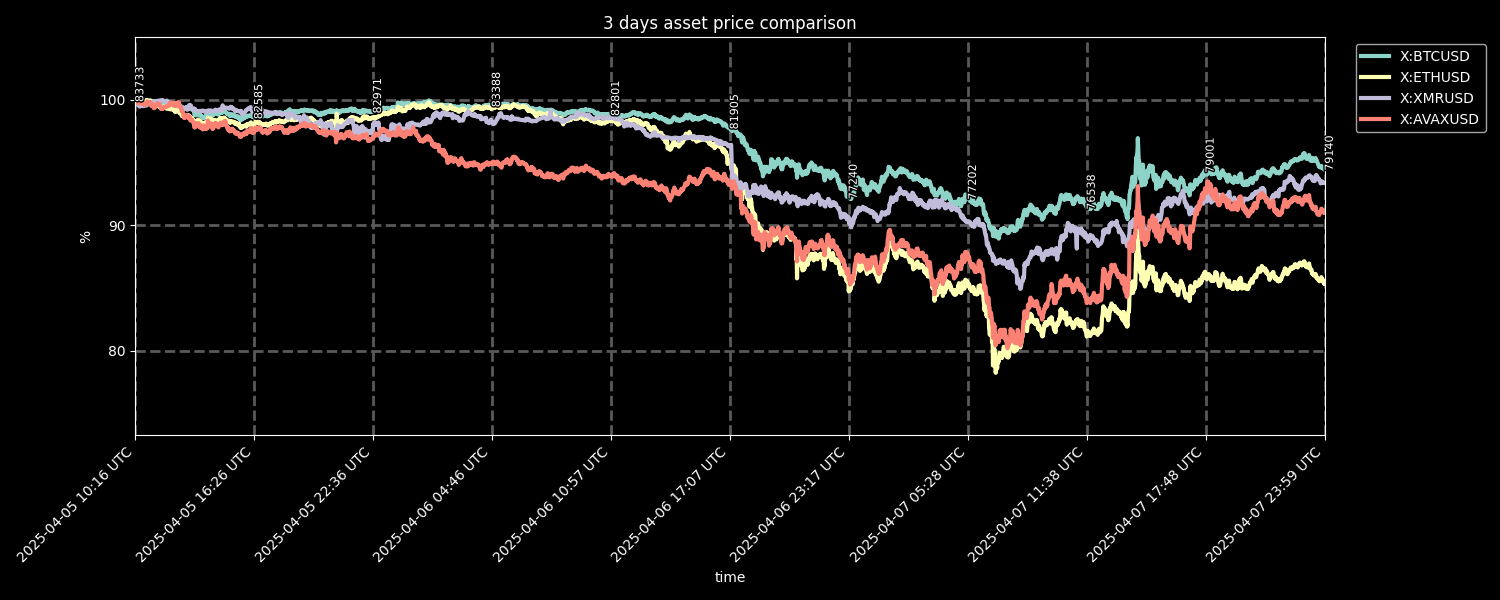 3 days asset price comparison
X:BTCUSD
X:ETHUSD
X:XMRUSD
X:AVAXUSD
100
90
80
%
83733
82585
82971
83388
82801
81905
77240
77202
76538
79001
79140
2025-04-05 10:16 UTC
2025-04-05 16:26 UTC
2025-04-05 22:36 UTC
2025-04-06 04:46 UTC
2025-04-06 10:57 UTC
2025-04-06 17:07 UTC
2025-04-06 23:17 UTC
2025-04-07 05:28 UTC
2025-04-07 11:38 UTC
2025-04-07 17:48 UTC
2025-04-07 23:59 UTC
time